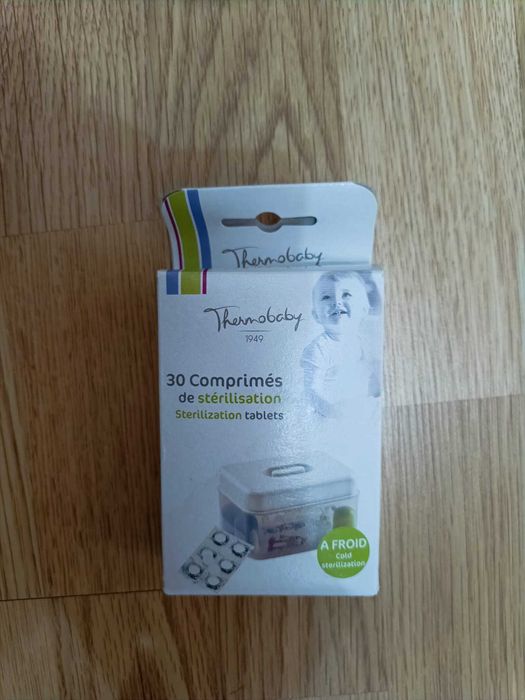 Thermobaby
Thermobaby
1949
30 Comprimés
de stérilisation
Sterilization tablets
A FROID
Cold
sterilization